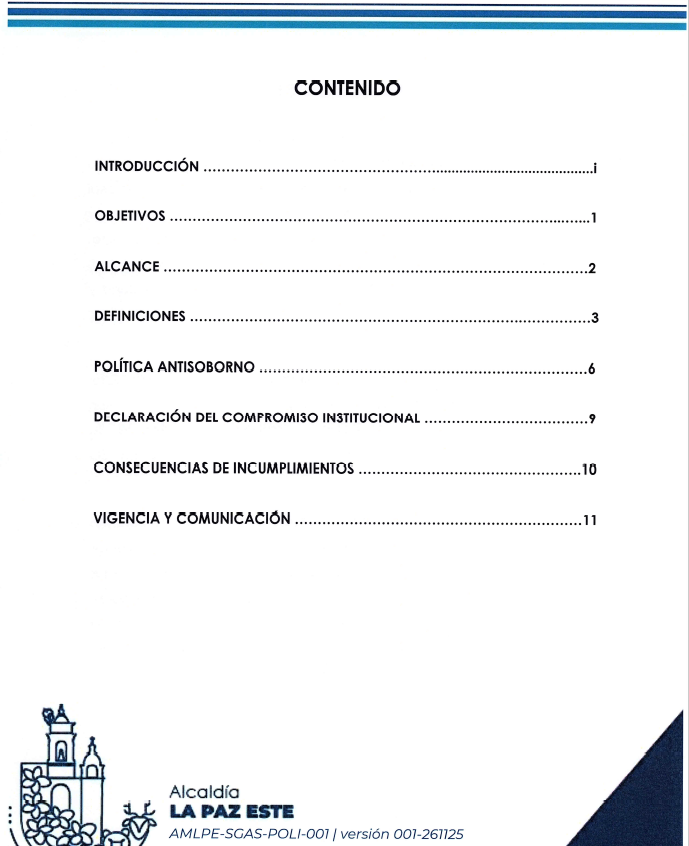 CONTENIDO
INTRODUCCIÓN ....................................................................................i
OBJETIVOS ............................................................................................1
ALCANCE .............................................................................................2
DEFINICIONES .......................................................................................3
POLÍTICA ANTISOBORNO .......................................................................6
DECLARACIÓN DEL COMPROMISO INSTITUCIONAL ....................................9
CONSECUENCIAS DE INCUMPLIMIENTOS .................................................10
VIGENCIA Y COMUNICACIÓN ...............................................................11
Alcaldía
LA PAZ ESTE
AMLPE-SGAS-POLI-001 | versión 001-261125